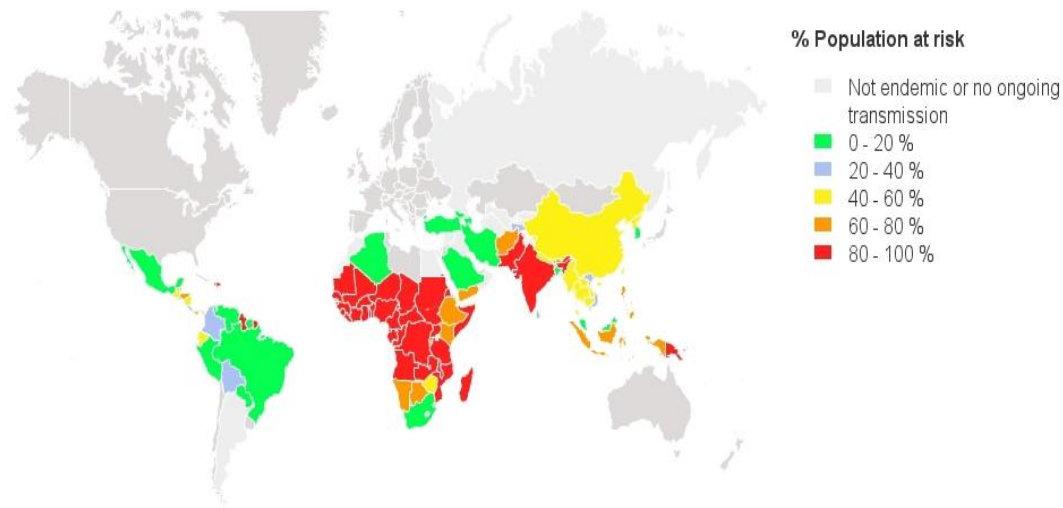 % Population at risk
Not endemic or no ongoing
transmission
0 - 20 %
20 - 40 %
40 - 60 %
60 - 80 %
80 - 100 %